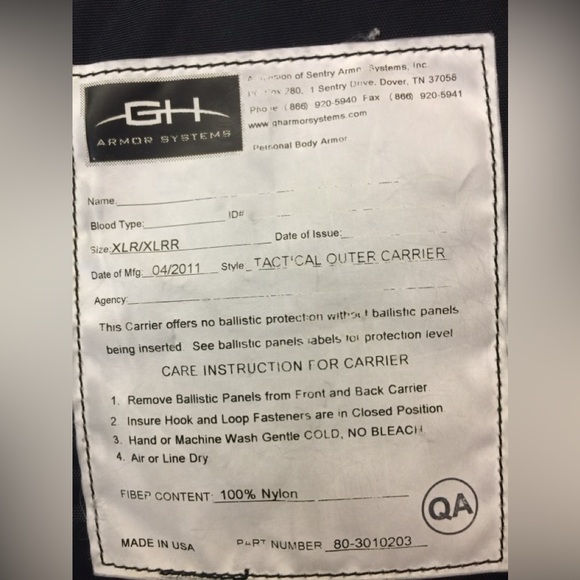 GH
ARMOR SYSTEMS
of Sentry Systems, Inc.
280, 1 Sentry Drive, Dover, TN 37058
Phone (866) 920-5940 Fax (866) 920-5941
www.gharmorsystems.com
Personal Body Armor
Name:
Blood Type: ID#
Size: XLR/XLRR Date of Issue:
Date of Mfg: 04/2011 Style TACTICAL OUTER CARRIER
Agency:
This Carrier offers no ballistic protection without ballistic panels
being inserted. See ballistic panels labels for protection level
CARE INSTRUCTION FOR CARRIER
1. Remove Ballistic Panels from Front and Back Carrier
2. Insure Hook and Loop Fasteners are in Closed Position
3. Hand or Machine Wash Gentle COLD, NO BLEACH
4. Air or Line Dry
FIBER CONTENT: 100% Nylon
QA
MADE IN USA PART NUMBER 80-3010203